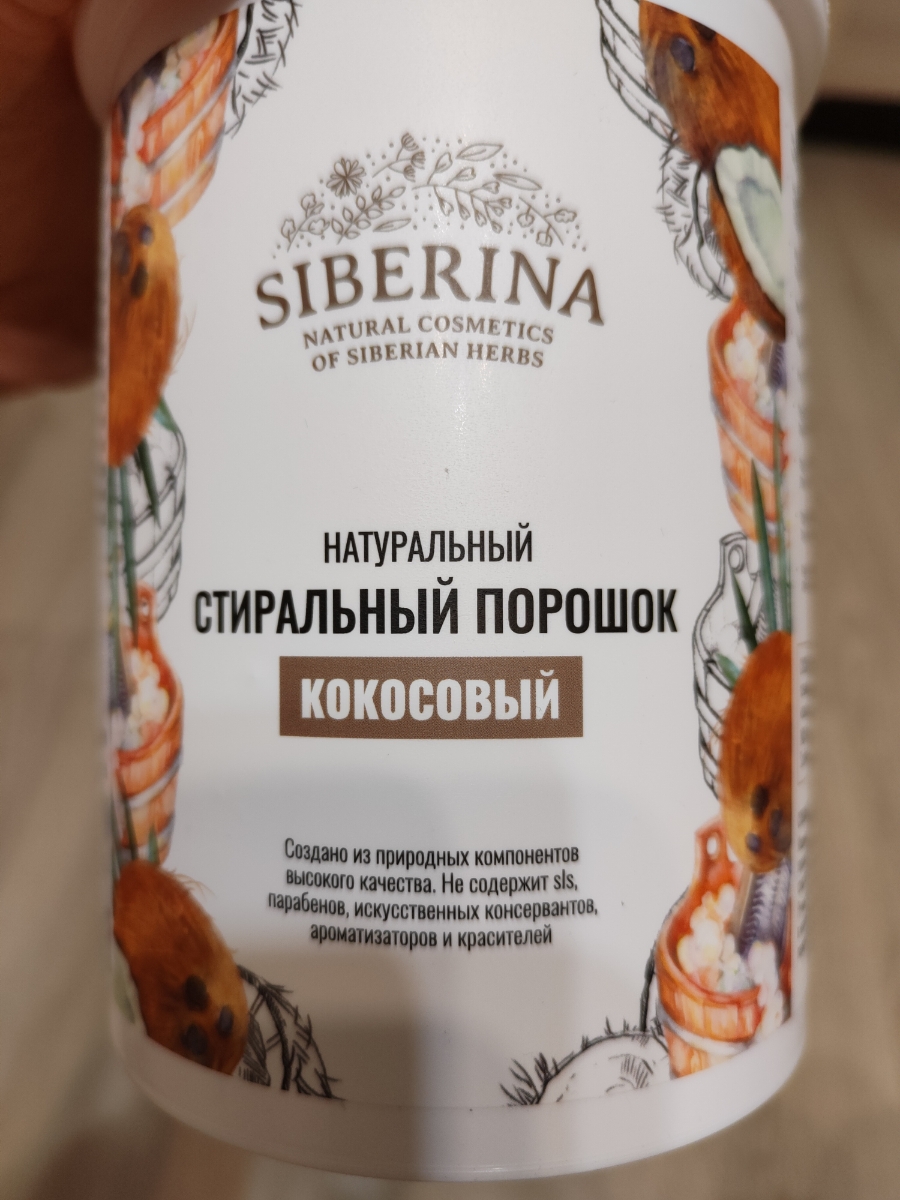 SIBERINA
NATURAL COSMETICS
OF SIBERIAN HERBS
НАТУРАЛЬНЫЙ
СТИРАЛЬНЫЙ ПОРОШОК
КОКОСОВЫЙ
Создано из природных компонентов
высокого качества. Не содержит sls,
парабенов, искусственных консервантов,
ароматизаторов и красителей